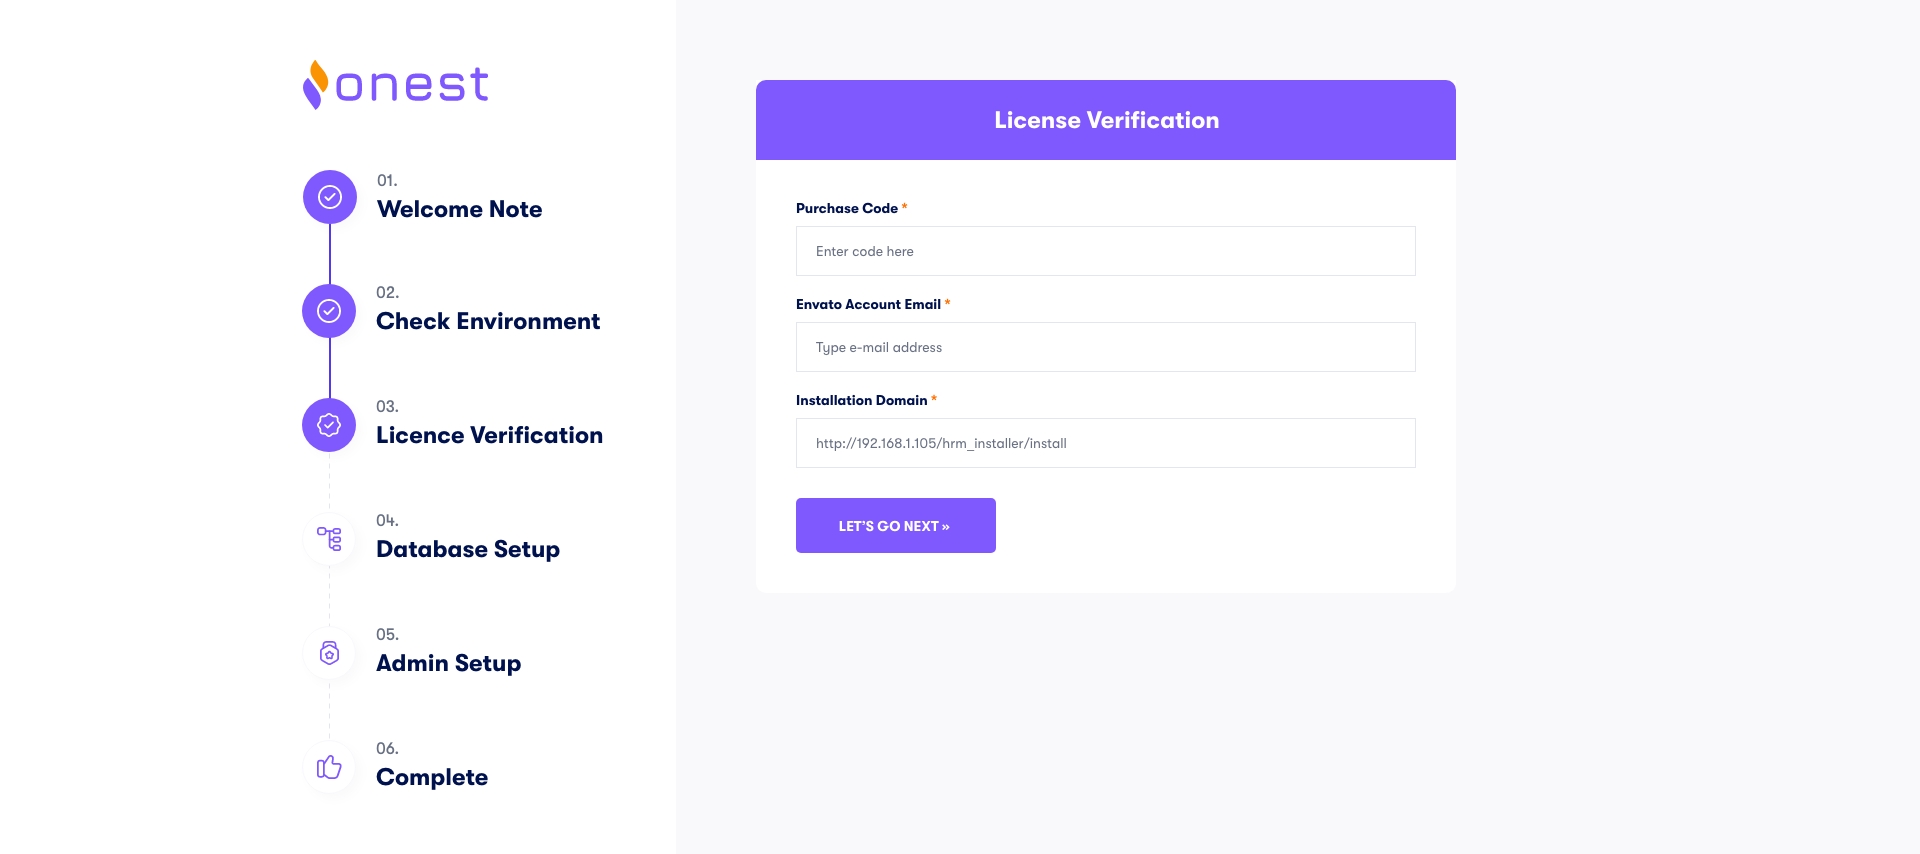 onest
01.
Welcome Note
02.
Check Environment
03.
Licence Verification
04.
Database Setup
05.
Admin Setup
06.
Complete
License Verification
Purchase Code *
Enter code here
Envato Account Email *
Type e-mail address
Installation Domain *
http://192.168.1.105/hrm_installer/install
LET'S GO NEXT »